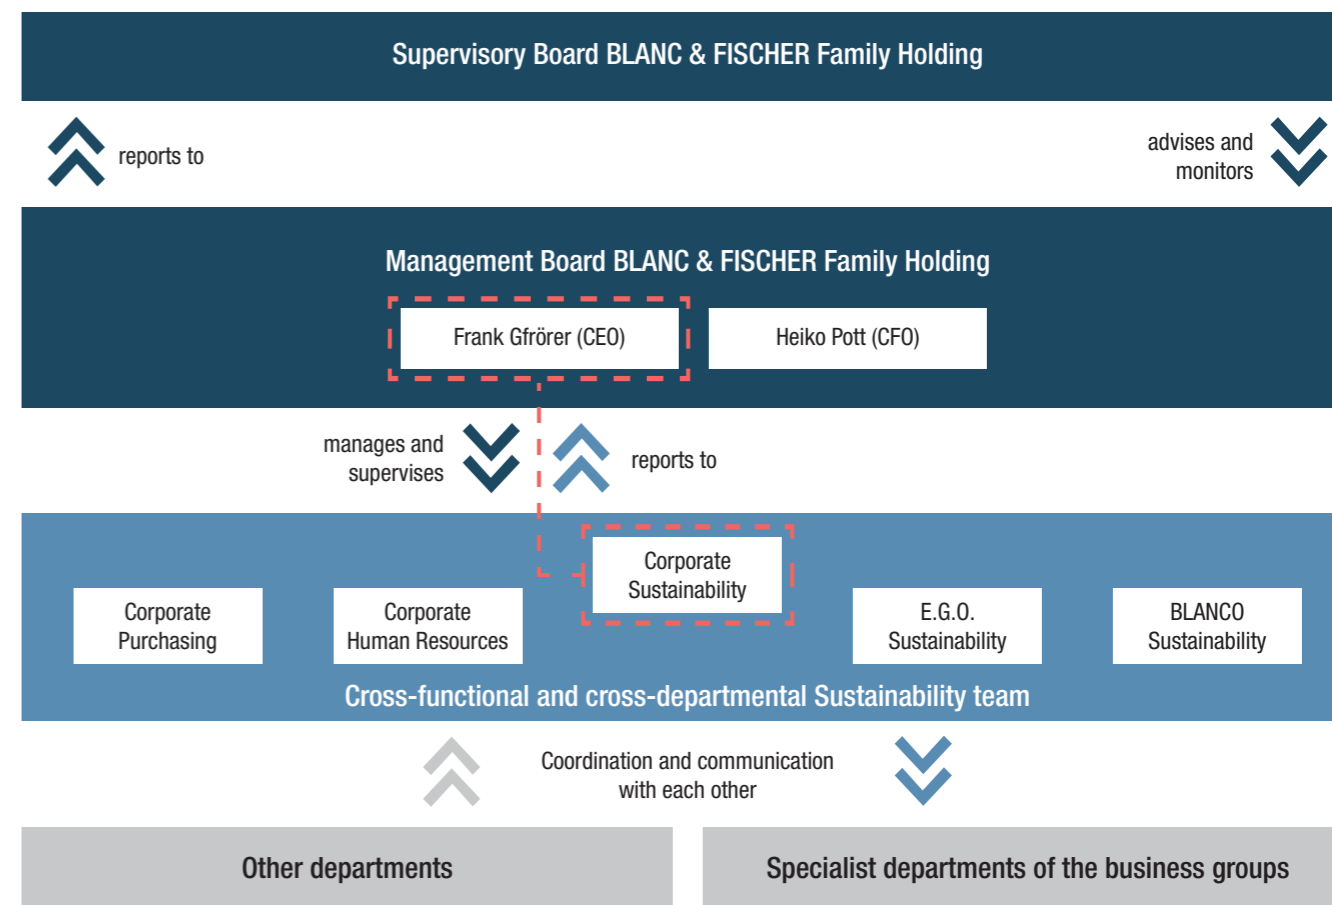 Supervisory Board BLANC & FISCHER Family Holding
reports to
advises and
monitors
Management Board BLANC & FISCHER Family Holding
Frank Gfrörer (CEO)
Heiko Pott (CFO)
manages and
supervises
reports to
Corporate
Sustainability
Corporate
Purchasing
Corporate
Human Resources
E.G.O.
Sustainability
BLANCO
Sustainability
Cross-functional and cross-departmental Sustainability team
Coordination and communication
with each other
Other departments
Specialist departments of the business groups